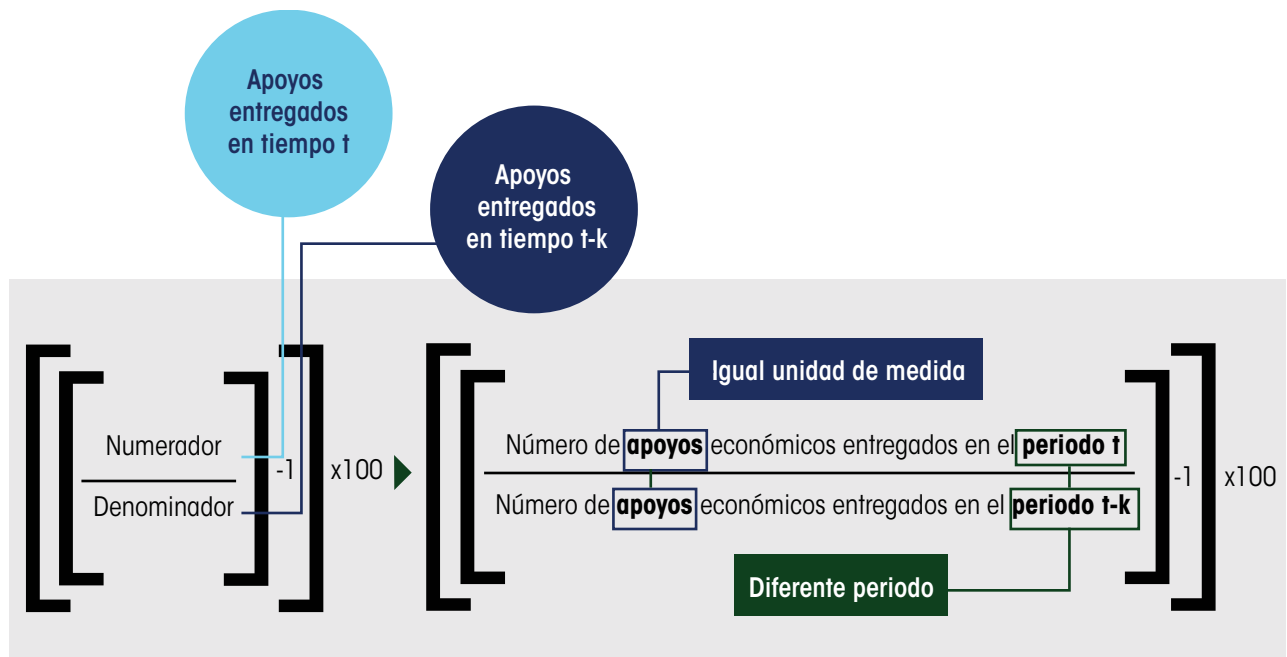 Apoyos
entregados
en tiempo t
Apoyos
entregados
en tiempo t-k
Numerador
Denominador
-1
x100
Igual unidad de medida
Número de apoyos económicos entregados en el periodo t
Número de apoyos económicos entregados en el periodo t-k
-1
x100
Diferente periodo